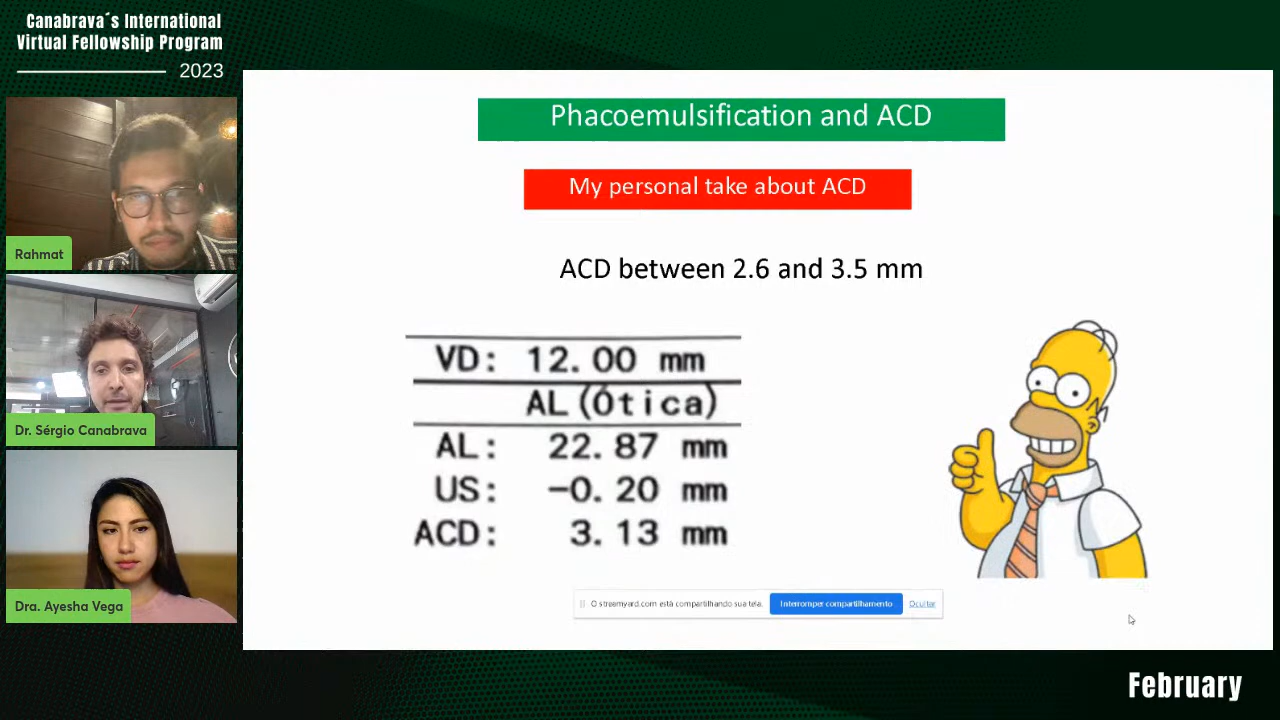 Canabrava´s International
Virtual Fellowship Program
2023
Rahmat
Dr. Sérgio Canabrava
Dra. Ayesha Vega
Phacoemulsification and ACD
My personal take about ACD
ACD between 2.6 and 3.5 mm
VD: 12.00 mm
AL(Ótica)
AL: 22.87 mm
US: -0.20 mm
ACD: 3.13 mm
O streamyard.com está compartilhando sua tela. Interromper compartilhamento Ocultar
February